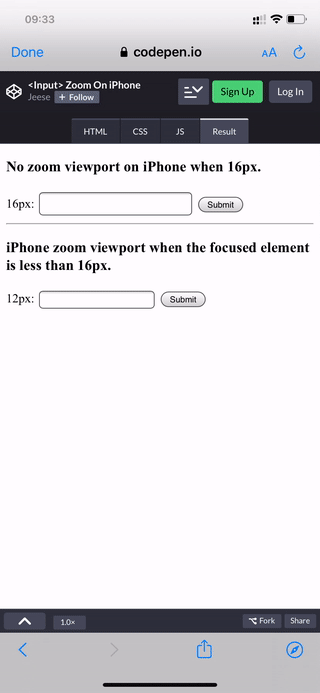 09:33
Done
codepen.io
AA
<Input> Zoom On iPhone
Jeese
+ Follow
Sign Up
Log In
HTML
CSS
JS
Result
No zoom viewport on iPhone when 16px.
16px:
Submit
iPhone zoom viewport when the focused element
is less than 16px.
12px:
Submit
1.0×
Fork
Share